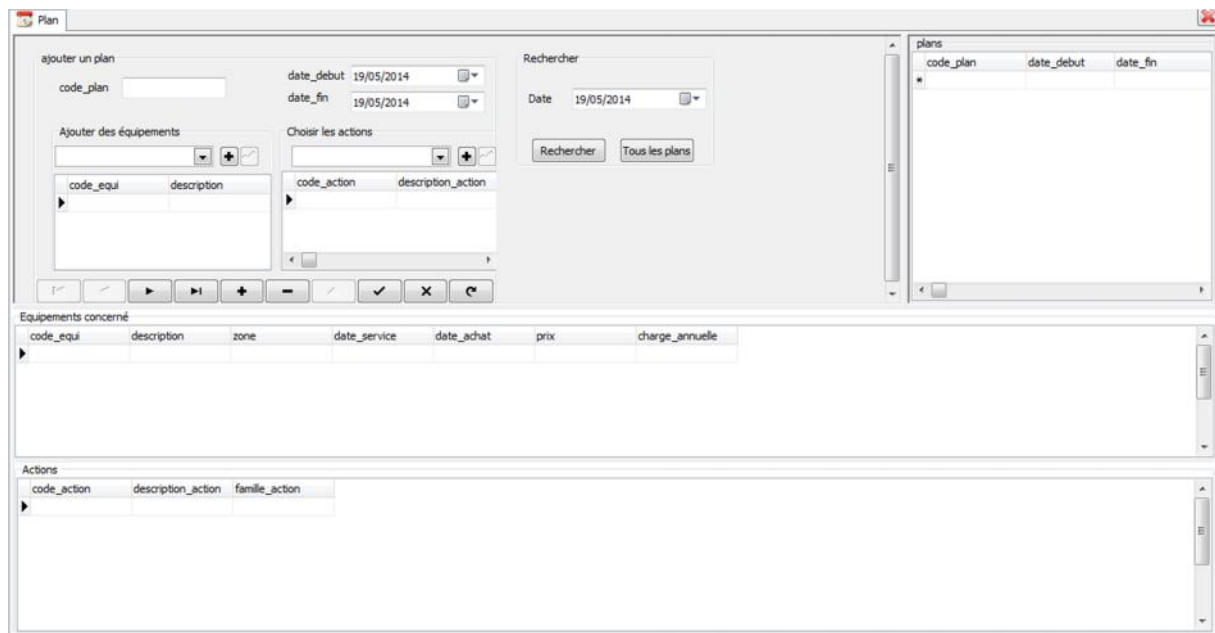 Plan
ajouter un plan
code_plan
date_debut 19/05/2014
date_fin 19/05/2014
Ajouter des équipements
code_equi description
Choisir les actions
code_action description_action
Rechercher
Date 19/05/2014
Rechercher Tous les plans
plans
code_plan date_debut date_fin
Equipements concerné
code_equi description zone date_service date_achat prix charge_annuelle
Actions
code_action description_action famille_action